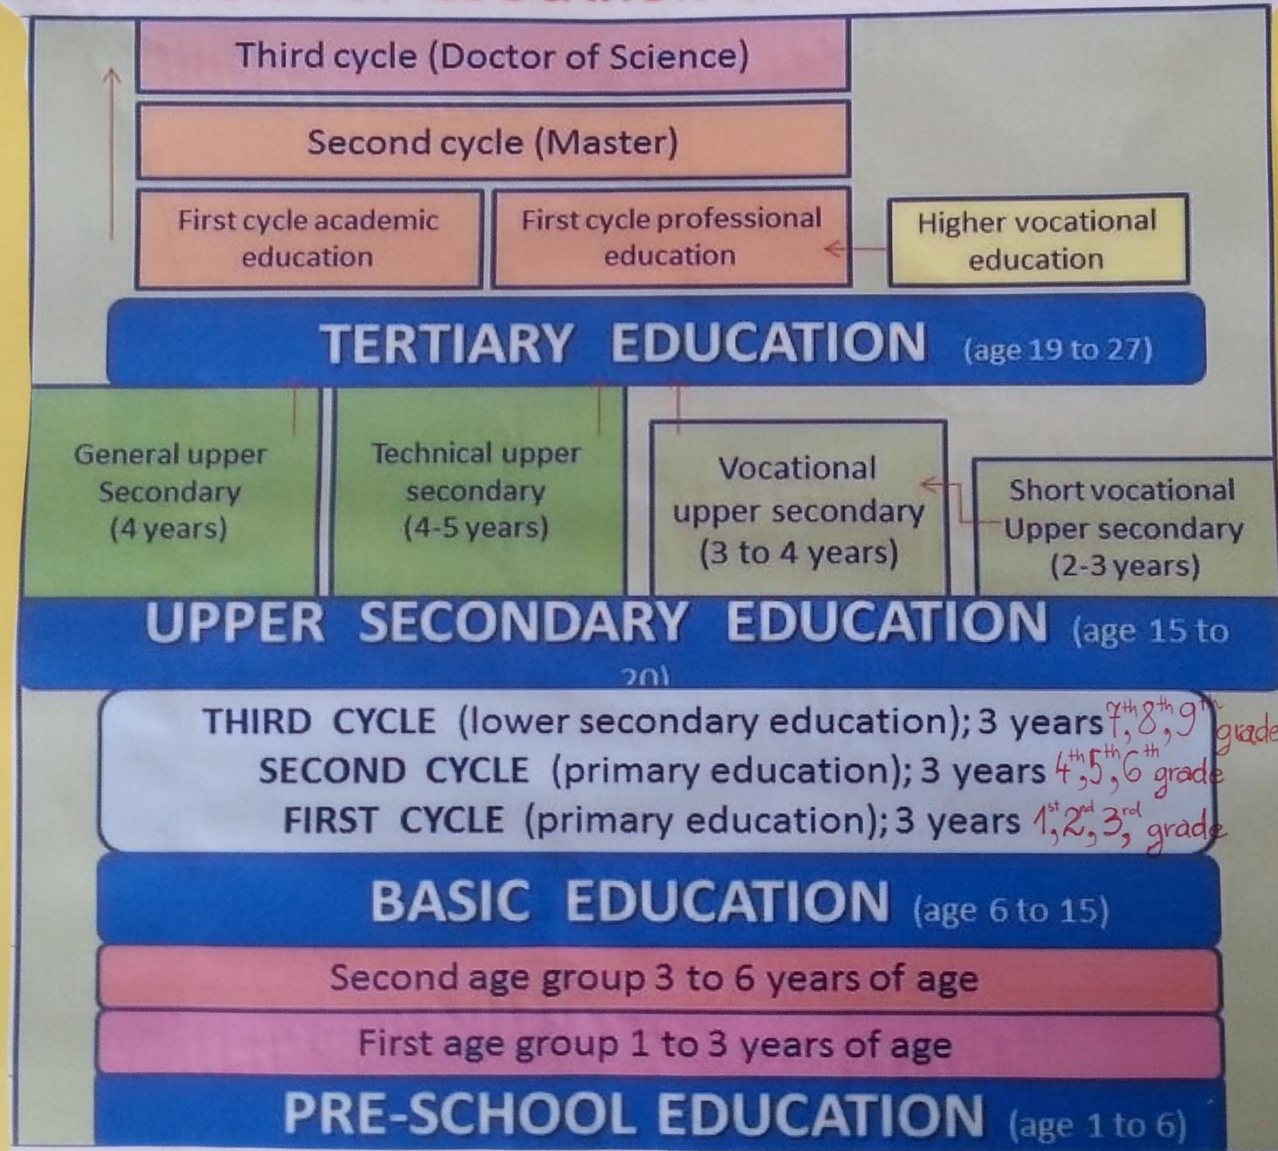 Third cycle (Doctor of Science)
Second cycle (Master)
First cycle academic
education
First cycle professional
education
Higher vocational
education
TERTIARY EDUCATION (age 19 to 27)
General upper
Secondary
(4 years)
Technical upper
secondary
(4-5 years)
Vocational
upper secondary
(3 to 4 years)
Short vocational
Upper secondary
(2-3 years)
UPPER SECONDARY EDUCATION (age 15 to
20)
THIRD CYCLE (lower secondary education); 3 years 7th, 8th, 9th grade
SECOND CYCLE (primary education); 3 years 4th, 5th, 6th grade
FIRST CYCLE (primary education); 3 years 1st, 2nd, 3rd, grade
BASIC EDUCATION (age 6 to 15)
Second age group 3 to 6 years of age
First age group 1 to 3 years of age
PRE-SCHOOL EDUCATION (age 1 to 6)